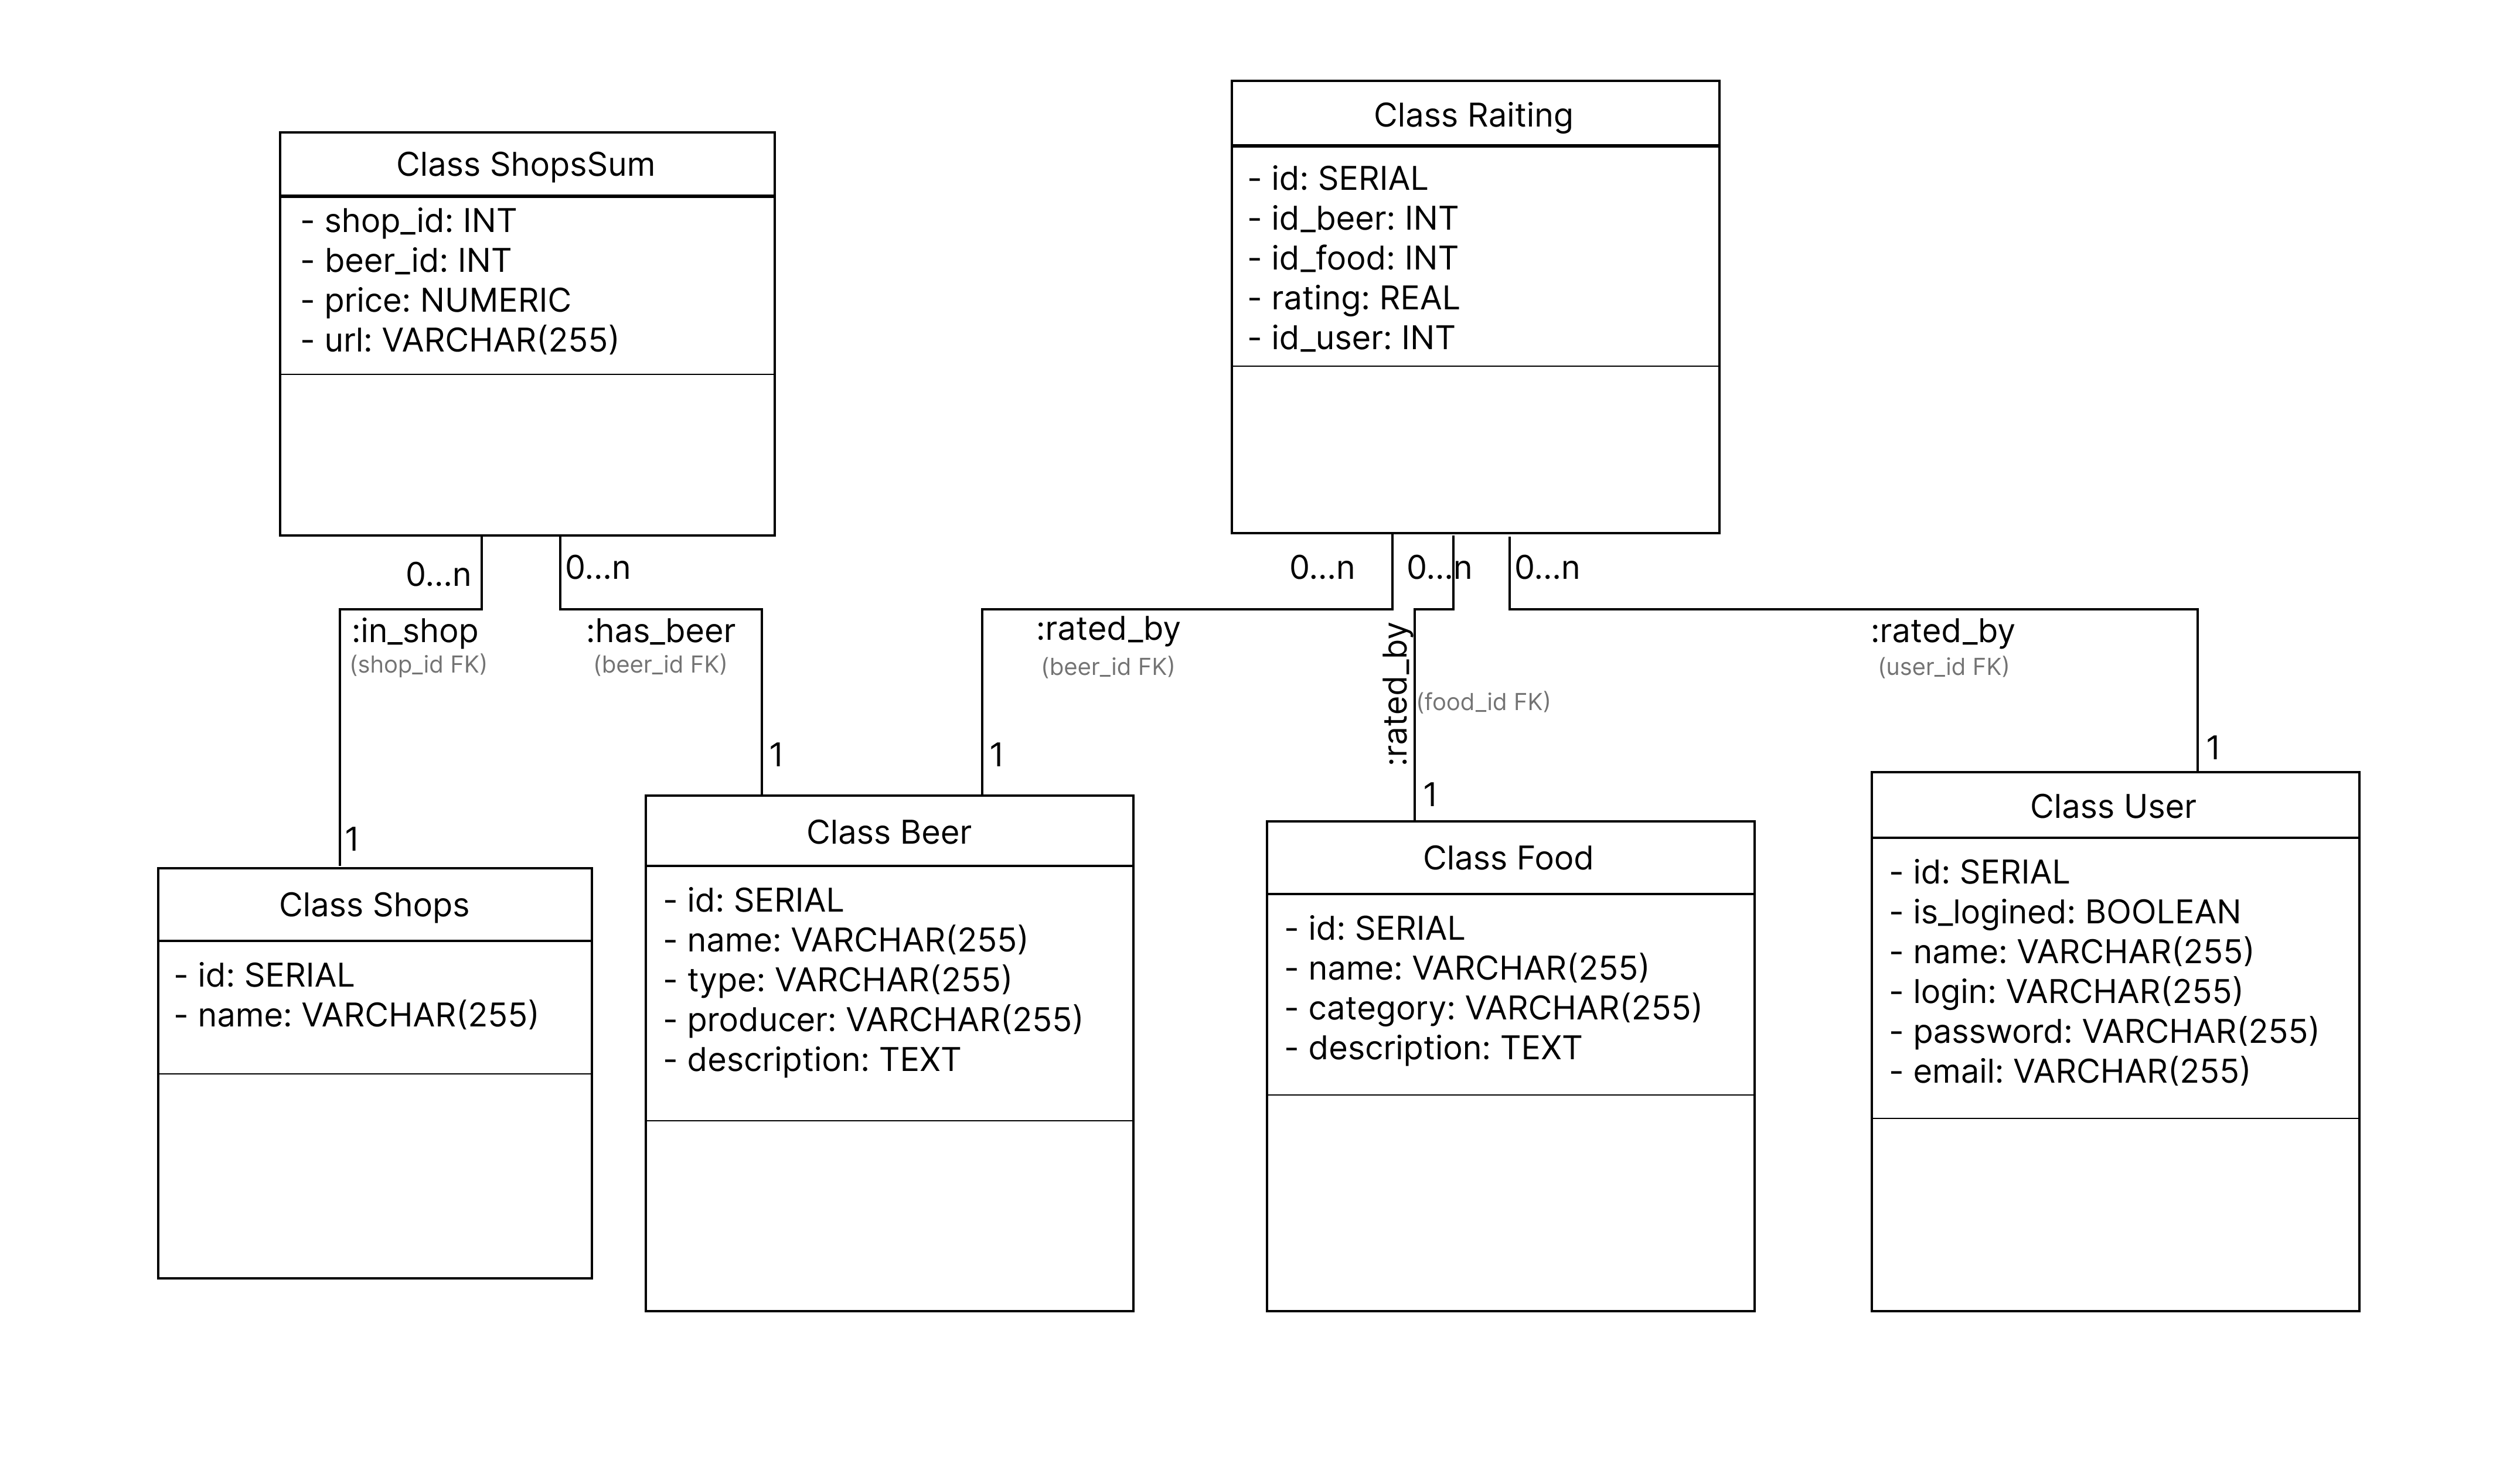 Class ShopsSum
- shop_id: INT
- beer_id: INT
- price: NUMERIC
- url: VARCHAR(255)
Class Raiting
- id: SERIAL
- id_beer: INT
- id_food: INT
- rating: REAL
- id_user: INT
0...n
0...n
0...n
0...n
0...n
:in_shop
(shop_id FK)
:has_beer
(beer_id FK)
:rated_by
(beer_id FK)
:rated_by
(food_id FK)
:rated_by
(user_id FK)
1
1
1
1
1
Class Shops
- id: SERIAL
- name: VARCHAR(255)
Class Beer
- id: SERIAL
- name: VARCHAR(255)
- type: VARCHAR(255)
- producer: VARCHAR(255)
- description: TEXT
Class Food
- id: SERIAL
- name: VARCHAR(255)
- category: VARCHAR(255)
- description: TEXT
Class User
- id: SERIAL
- is_logined: BOOLEAN
- name: VARCHAR(255)
- login: VARCHAR(255)
- password: VARCHAR(255)
- email: VARCHAR(255)